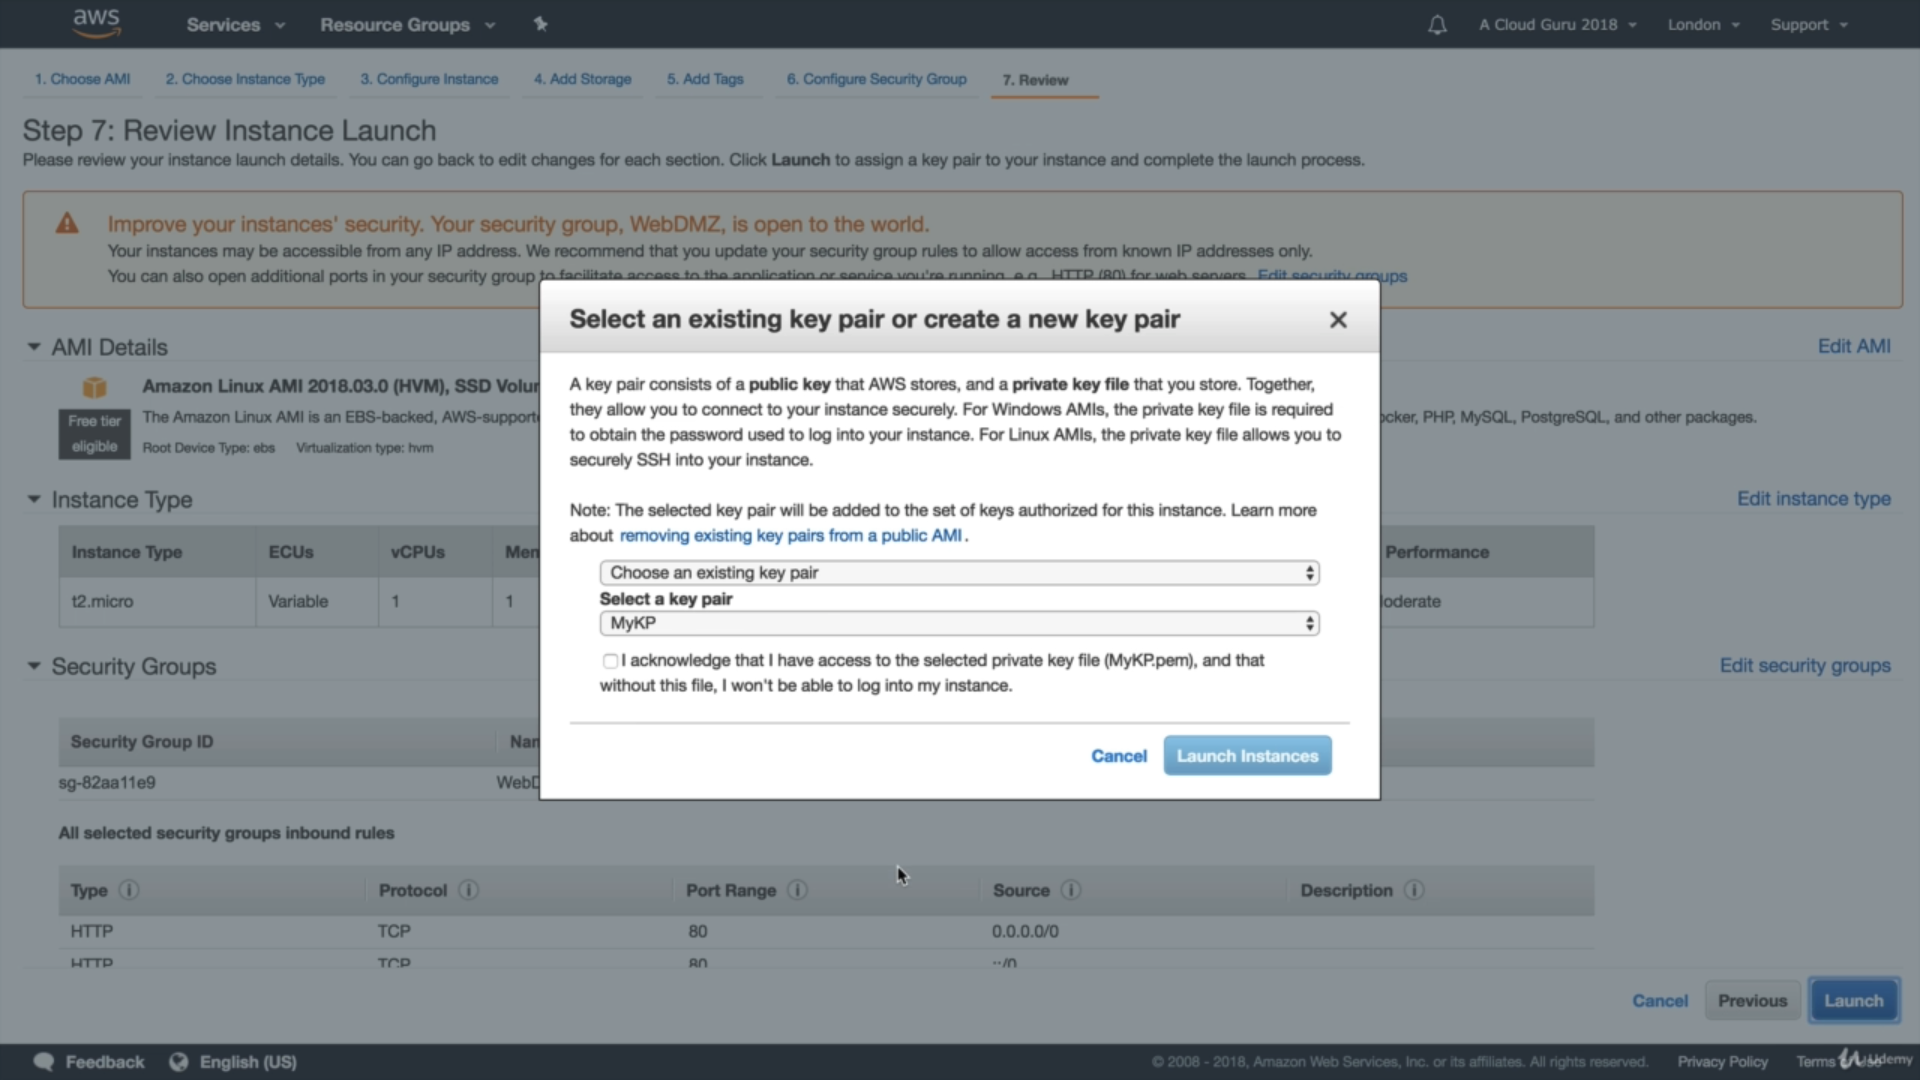 aws
Services
Resource Groups
A Cloud Guru 2018
London
Support
1. Choose AMI
2. Choose Instance Type
3. Configure Instance
4. Add Storage
5. Add Tags
6. Configure Security Group
7. Review
Step 7: Review Instance Launch
Please review your instance launch details. You can go back to edit changes for each section. Click Launch to assign a key pair to your instance and complete the launch process.
Improve your instances' security. Your security group, WebDMZ, is open to the world.
Your instances may be accessible from any IP address. We recommend that you update your security group rules to allow access from known IP addresses only.
You can also open additional ports in your security group to facilitate access to the application or service you're running, e.g., HTTP (80) for web servers. Edit security groups
Select an existing key pair or create a new key pair
A key pair consists of a public key that AWS stores, and a private key file that you store. Together,
they allow you to connect to your instance securely. For Windows AMIs, the private key file is required
to obtain the password used to log into your instance. For Linux AMIs, the private key file allows you to
securely SSH into your instance.
Note: The selected key pair will be added to the set of keys authorized for this instance. Learn more
about removing existing key pairs from a public AMI.
Choose an existing key pair
Select a key pair
MyKP
I acknowledge that I have access to the selected private key file (MyKP.pem), and that
without this file, I won't be able to log into my instance.
Cancel
Launch Instances
AMI Details
Edit AMI
Amazon Linux AMI 2018.03.0 (HVM), SSD
Free tier
eligible
The Amazon Linux AMI is an EBS-backed,
PHP, MySQL, PostgreSQL, and other packages.
Root Device Type: ebs
Virtualization type: hvm
Instance Type
Edit instance type
Instance Type
ECUs
vCPUs
Performance
t2.micro
Variable
1
1
Security Groups
Edit security groups
Security Group ID
sg-82aa11e9
All selected security groups inbound rules
Type
Protocol
Port Range
Source
Description
HTTP
TCP
80
0.0.0.0/0
HTTP
TCP
80
::/0
Cancel
Previous
Launch
Feedback
English (US)
© 2008 - 2018, Amazon Web Services, Inc. or its affiliates. All rights reserved.
Privacy Policy
Terms
Udemy